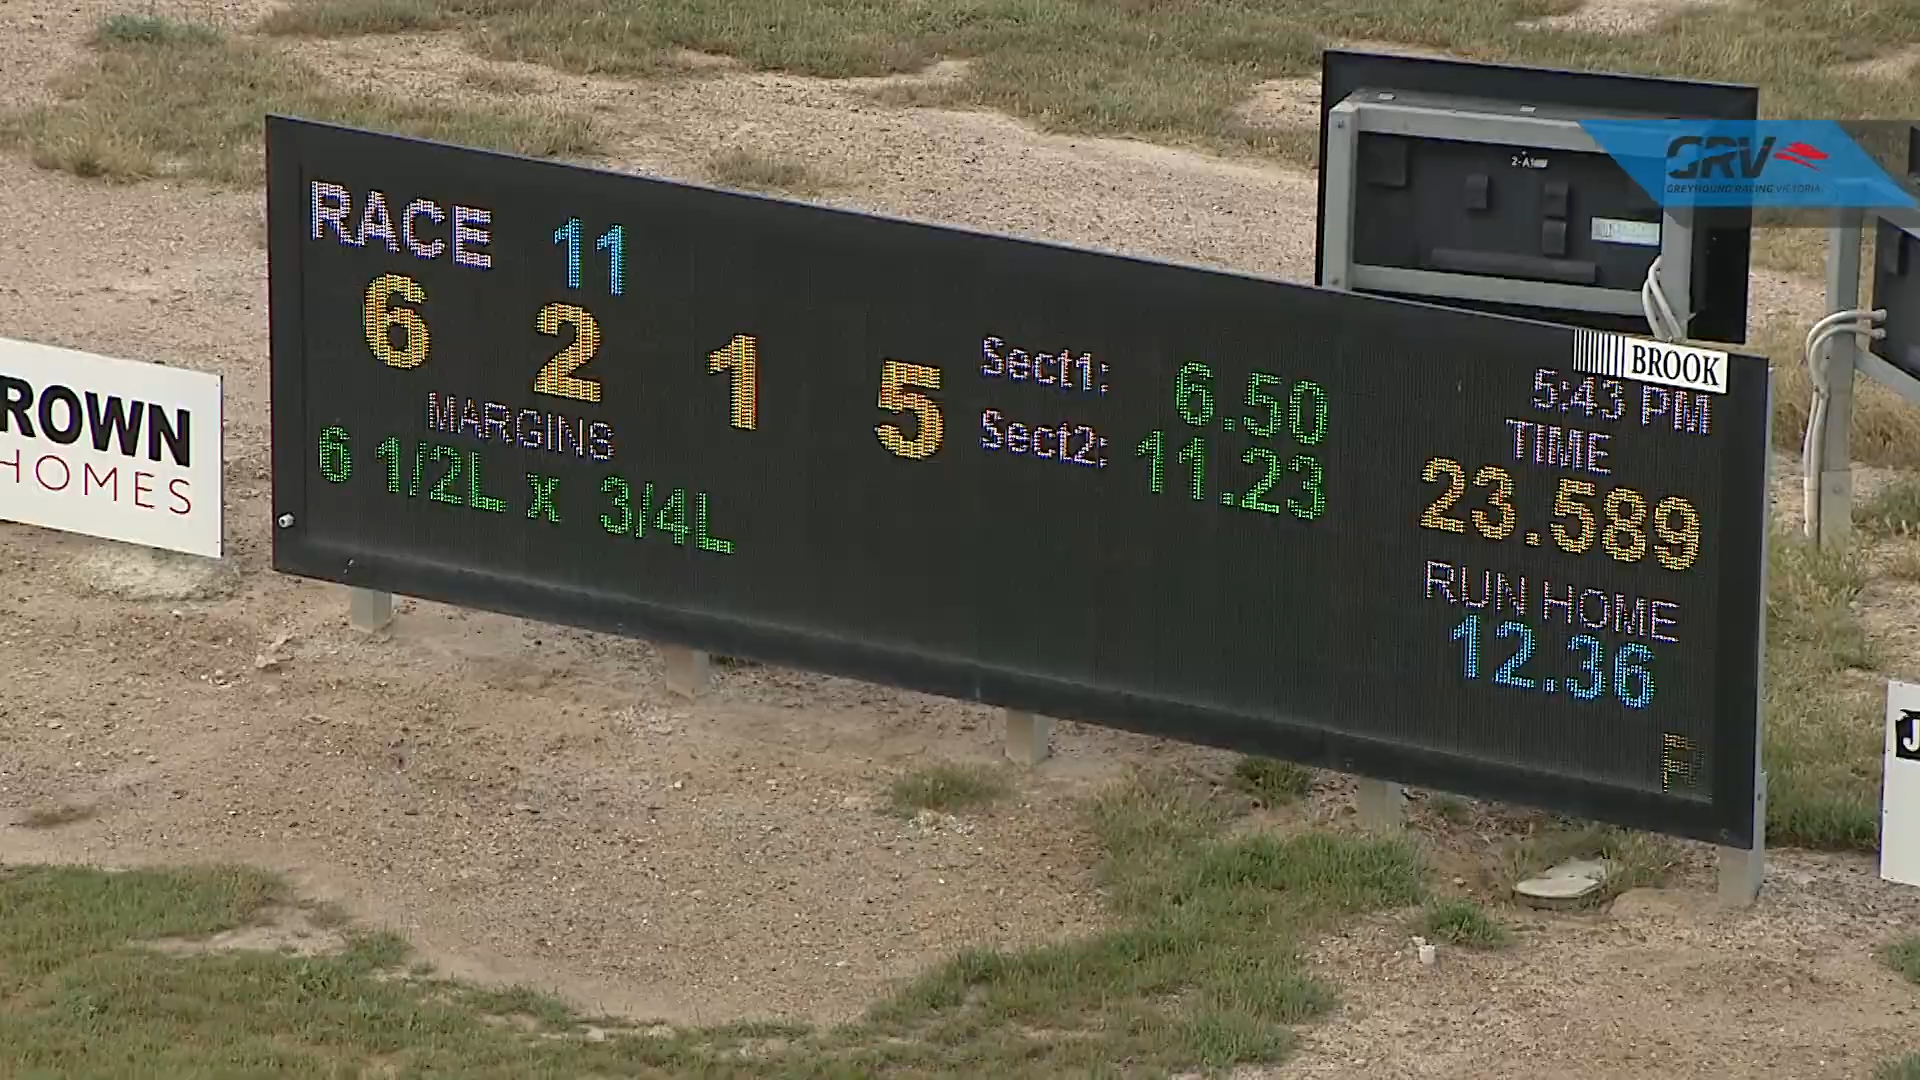 GRV
GREYHOUND RACING VICTORIA
2-A
RACE 11
6 2 1 5
MARGINS
6 1/2L x 3/4L
Sect1: 6.50
Sect2: 11.23
BROOK
5:43 PM
TIME
23.589
RUN HOME
12.36
ROWN
HOMES
J